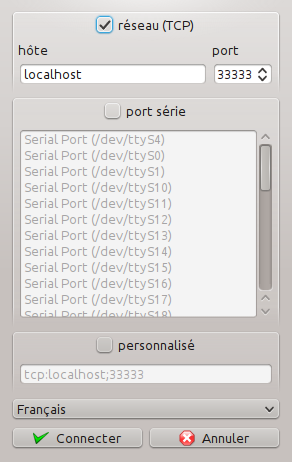 réseau (TCP)
hôte port
localhost 33333
port série
Serial Port (/dev/ttyS4)
Serial Port (/dev/ttyS0)
Serial Port (/dev/ttyS1)
Serial Port (/dev/ttyS10)
Serial Port (/dev/ttyS11)
Serial Port (/dev/ttyS12)
Serial Port (/dev/ttyS13)
Serial Port (/dev/ttyS14)
Serial Port (/dev/ttyS15)
Serial Port (/dev/ttyS16)
Serial Port (/dev/ttyS17)
Serial Port (/dev/ttyS18)
personnalisé
tcp:localhost;33333
Français
Connecter Annuler